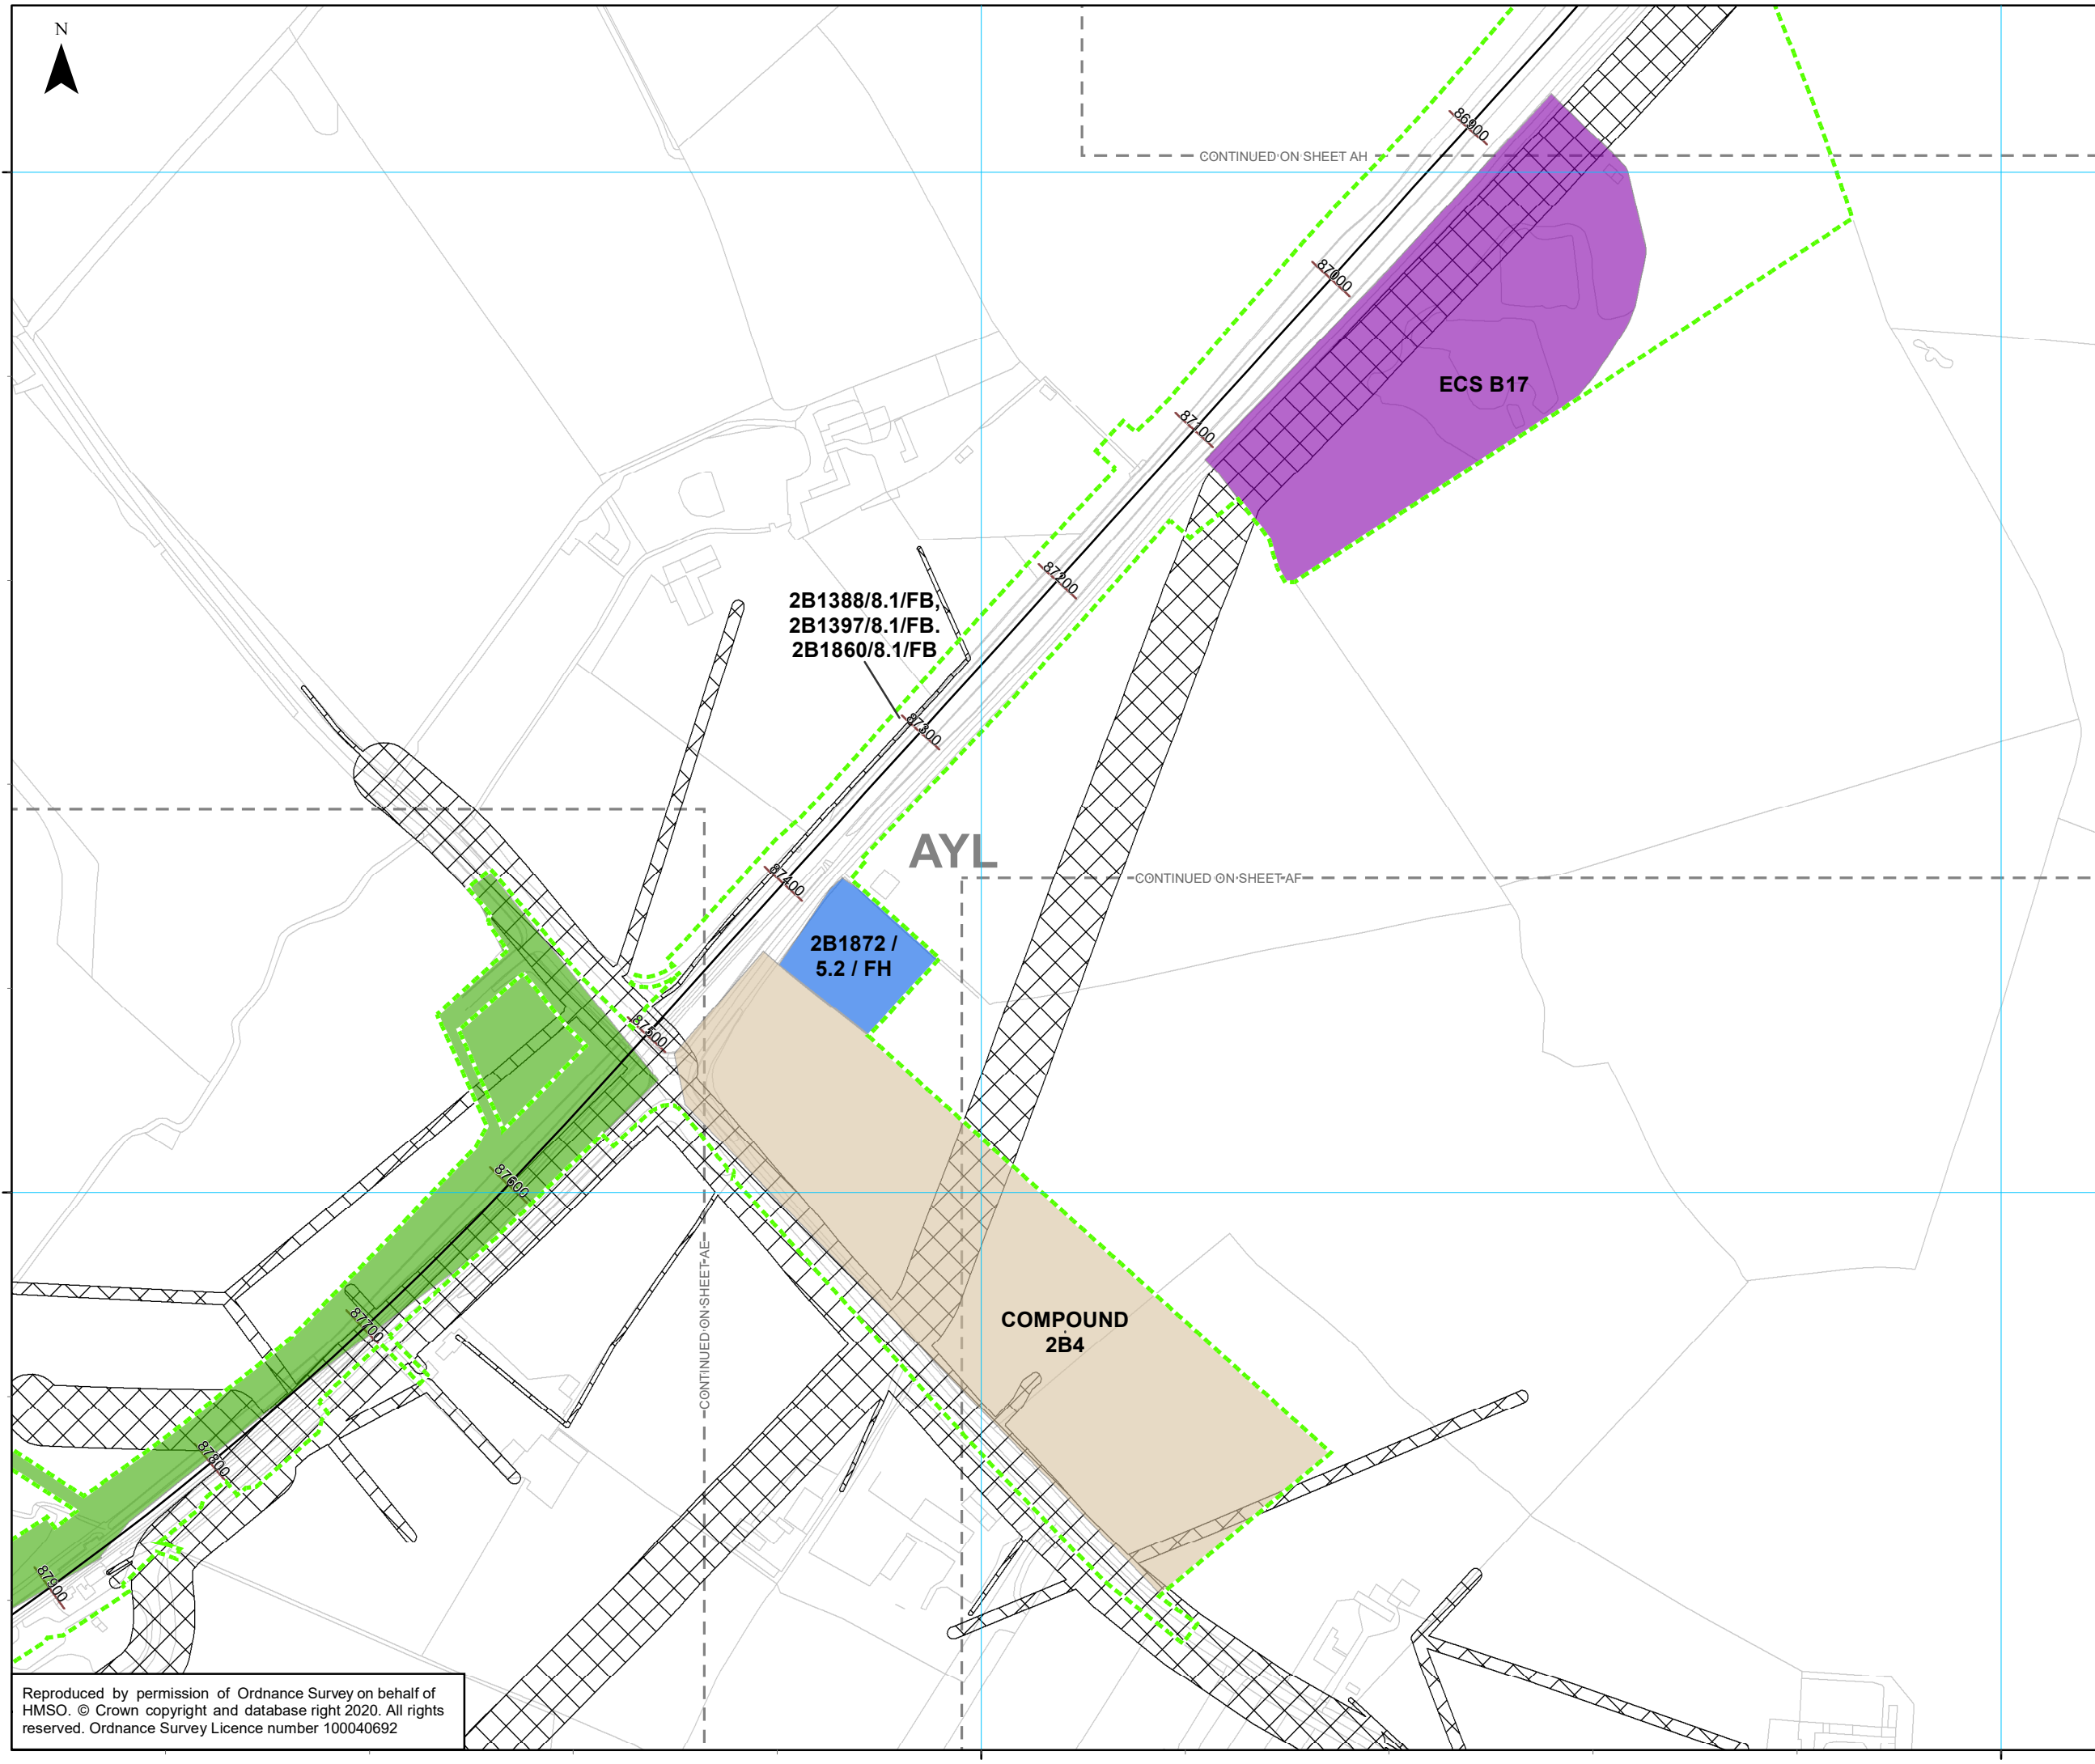 N
86900
CONTINUED ON SHEET AH
87000
ECS B17
87100
87200
2B1388/8.1/FB,
2B1397/8.1/FB.
2B1860/8.1/FB
87300
AYL
87400
CONTINUED ON SHEET AF
2B1872 /
5.2 / FH
87500
87600
CONTINUED ON SHEET AE
87700
COMPOUND
2B4
87800
87900
Reproduced by permission of Ordnance Survey on behalf of
HMSO. © Crown copyright and database right 2020. All rights
reserved. Ordnance Survey Licence number 100040692